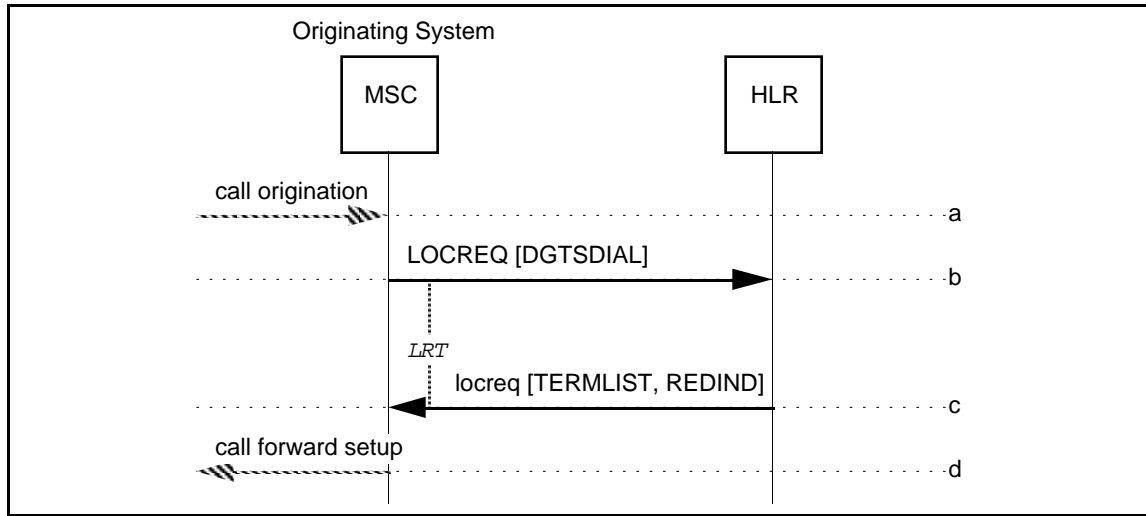 Originating System
MSC
HLR
call origination
a
LOCREQ [DGTSDIAL]
b
LRT
locreq [TERMLIST, REDIND]
c
call forward setup
d